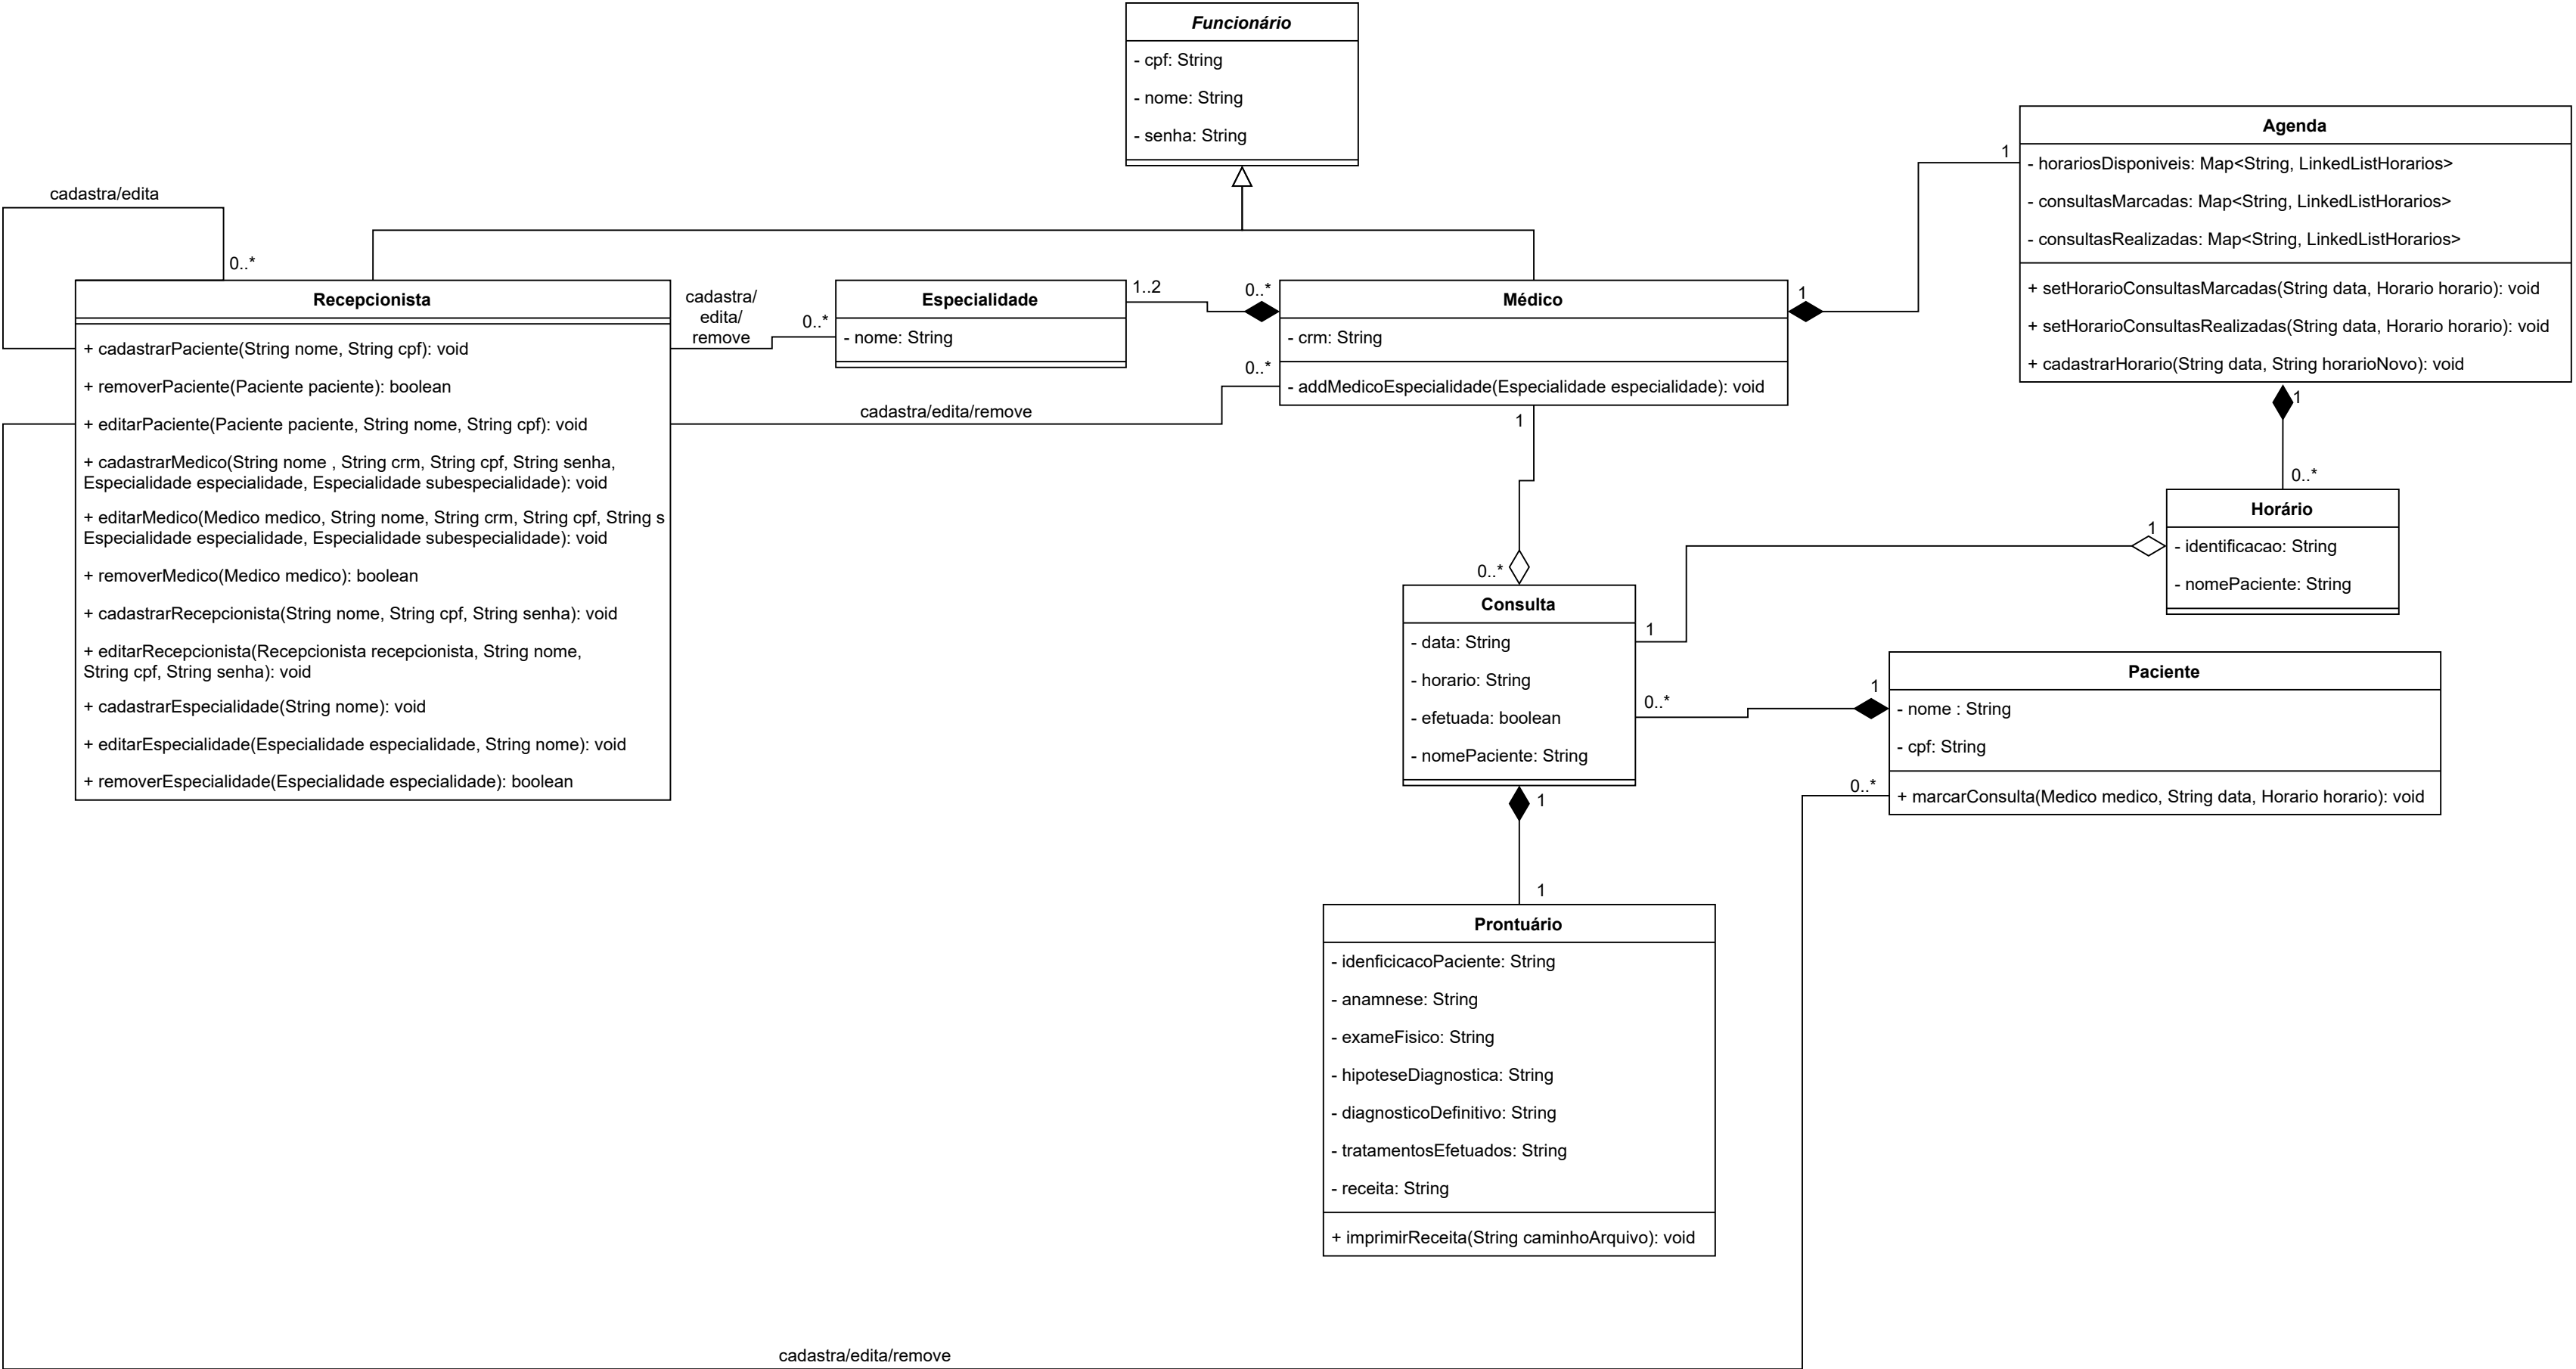 Funcionário
- cpf: String
- nome: String
- senha: String
Agenda
- horariosDisponiveis: Map<String, LinkedListHorarios>
- consultasMarcadas: Map<String, LinkedListHorarios>
- consultasRealizadas: Map<String, LinkedListHorarios>
+ setHorarioConsultasMarcadas(String data, Horario horario): void
+ setHorarioConsultasRealizadas(String data, Horario horario): void
+ cadastrarHorario(String data, String horarioNovo): void
1
1
cadastra/edita
0..*
Recepcionista
+ cadastrarPaciente(String nome, String cpf): void
+ removerPaciente(Paciente paciente): boolean
+ editarPaciente(Paciente paciente, String nome, String cpf): void
+ cadastrarMedico(String nome , String crm, String cpf, String senha,
Especialidade especialidade, Especialidade subespecialidade): void
+ editarMedico(Medico medico, String nome, String crm, String cpf, String s
Especialidade especialidade, Especialidade subespecialidade): void
+ removerMedico(Medico medico): boolean
+ cadastrarRecepcionista(String nome, String cpf, String senha): void
+ editarRecepcionista(Recepcionista recepcionista, String nome,
String cpf, String senha): void
+ cadastrarEspecialidade(String nome): void
+ editarEspecialidade(Especialidade especialidade, String nome): void
+ removerEspecialidade(Especialidade especialidade): boolean
cadastra/
edita/
remove
0..*
Especialidade
- nome: String
1..2
0..*
Médico
- crm: String
- addMedicoEspecialidade(Especialidade especialidade): void
1
0..*
cadastra/edita/remove
1
0..*
0..*
Horário
- identificacao: String
- nomePaciente: String
1
Consulta
- data: String
- horario: String
- efetuada: boolean
- nomePaciente: String
1
0..*
1
Paciente
- nome : String
- cpf: String
+ marcarConsulta(Medico medico, String data, Horario horario): void
1
0..*
1
Prontuário
- idenficicacoPaciente: String
- anamnese: String
- exameFisico: String
- hipoteseDiagnostica: String
- diagnosticoDefinitivo: String
- tratamentosEfetuados: String
- receita: String
+ imprimirReceita(String caminhoArquivo): void
cadastra/edita/remove